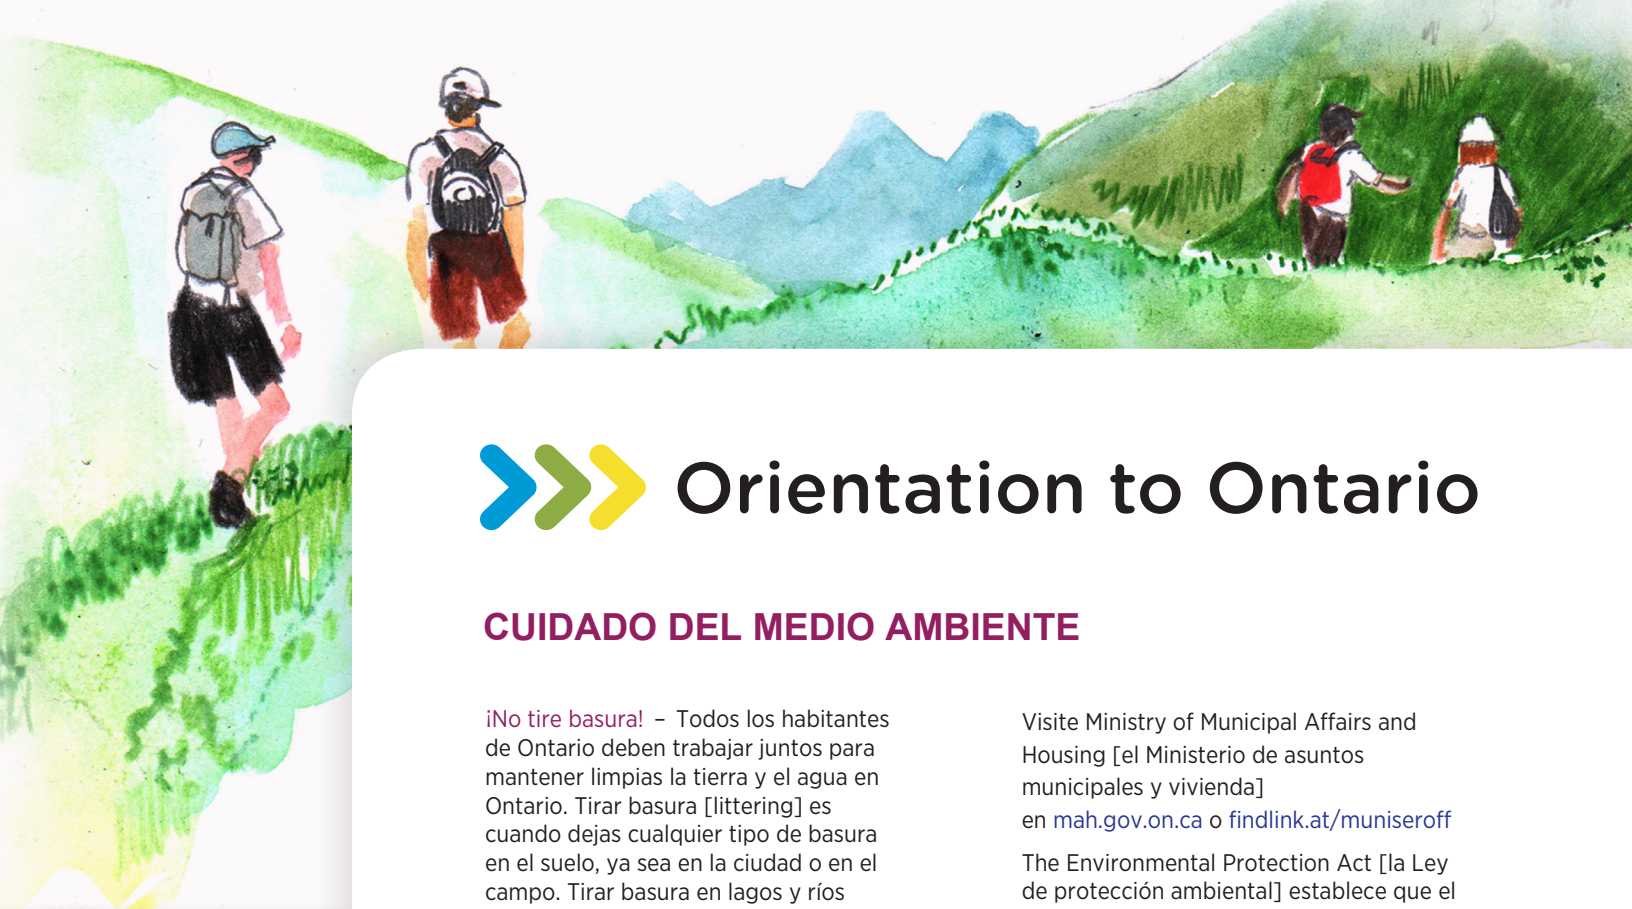 Orientation to Ontario
CUIDADO DEL MEDIO AMBIENTE
¡No tire basura! – Todos los habitantes
de Ontario deben trabajar juntos para
mantener limpias la tierra y el agua en
Ontario. Tirar basura [littering] es
cuando dejas cualquier tipo de basura
en el suelo, ya sea en la ciudad o en el
campo. Tirar basura en lagos y ríos
Visite Ministry of Municipal Affairs and
Housing [el Ministerio de asuntos
municipales y vivienda]
en mah.gov.on.ca o findlink.at/muniseroff
The Environmental Protection Act [la Ley
de protección ambiental] establece que el